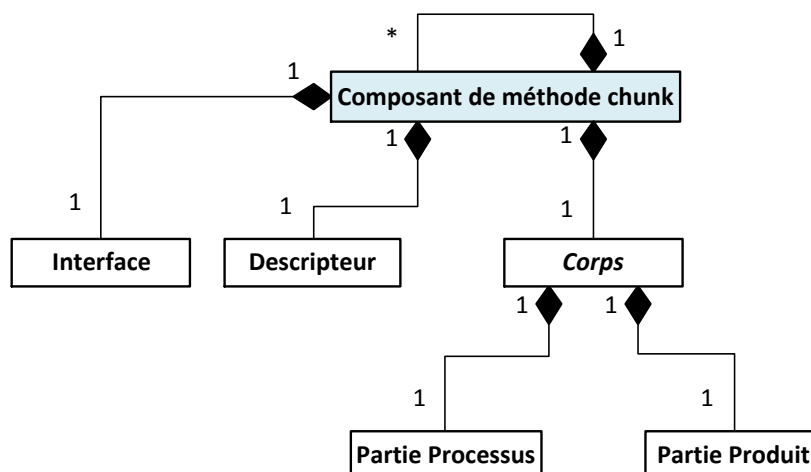 * 1
1
Composant de méthode chunk
1 1
1 1 1
Interface Descripteur Corps
1 1
1 1
Partie Processus Partie Produit